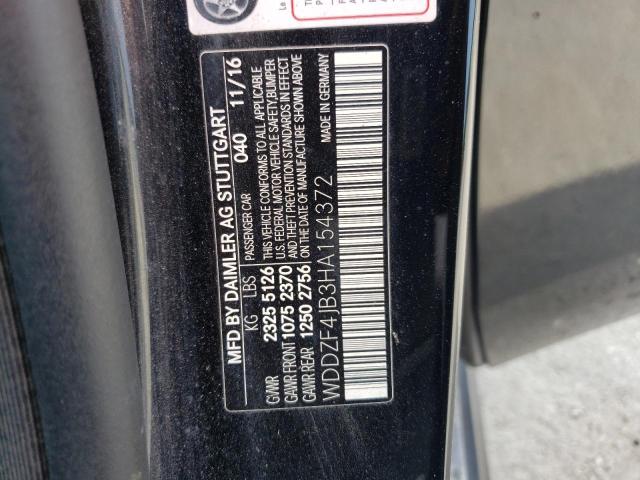 MFD BY DAIMLER AG STUTTGART
040 11/16
KG LBS PASSENGER CAR
GVWR 2325 5126 THIS VEHICLE CONFORMS TO ALL APPLICABLE
U.S. FEDERAL MOTOR VEHICLE SAFETY,BUMPER
GAWR FRONT 1075 2370 AND THEFT PREVENTION STANDARDS IN EFFECT
GAWR REAR 1250 2756 ON THE DATE OF MANUFACTURE SHOWN ABOVE
WDDZF4JB3HA154372 MADE IN GERMANY